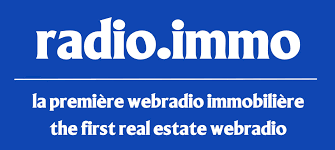 radio.immo
la première webradio immobilière
the first real estate webradio